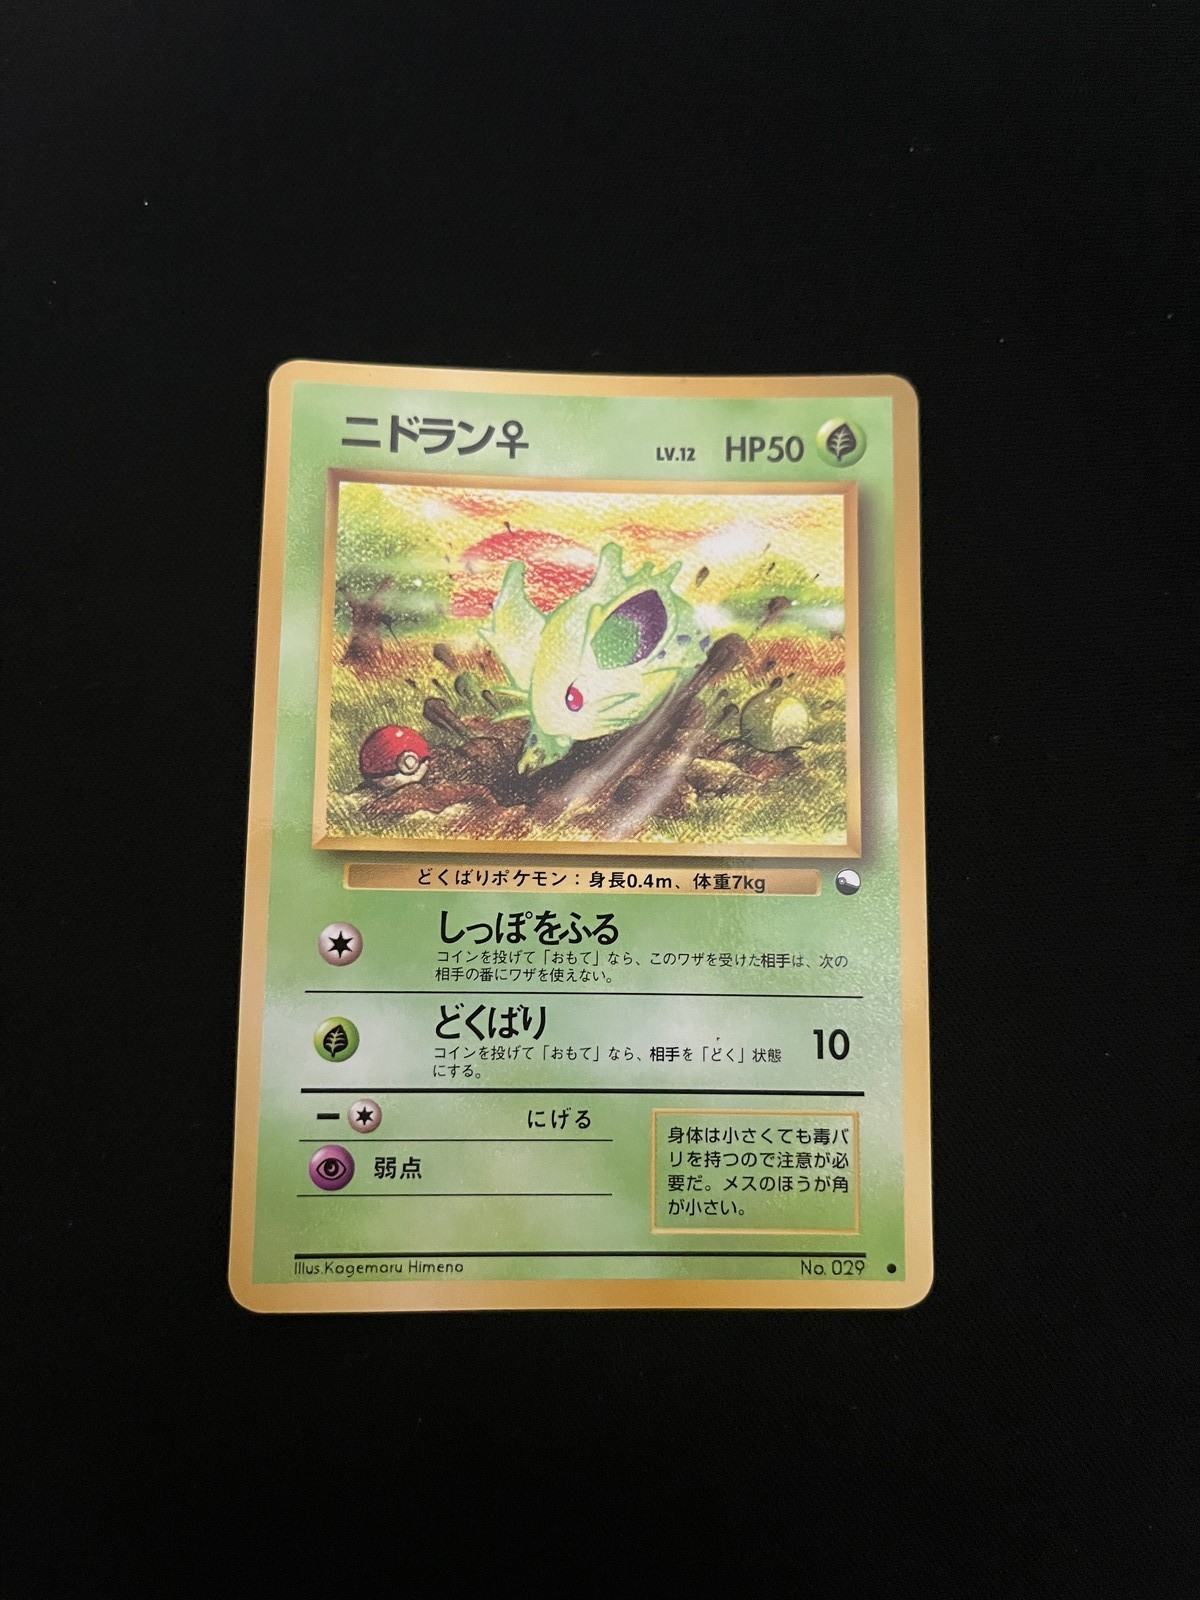 ニドラン♀ LV.12 HP50
どくばりポケモン：身長0.4m、体重7kg
しっぽをふる
コインを投げて「おもて」なら、このワザを受けた相手は、次の
相手の番にワザを使えない。
どくばり 10
コインを投げて「おもて」なら、相手を「どく」状態
にする。
ー にげる
弱点
身体は小さくても毒バ
リを持つので注意が必
要だ。メスのほうが角
が小さい。
Illus.Kagemaru Himeno No. 029 ●